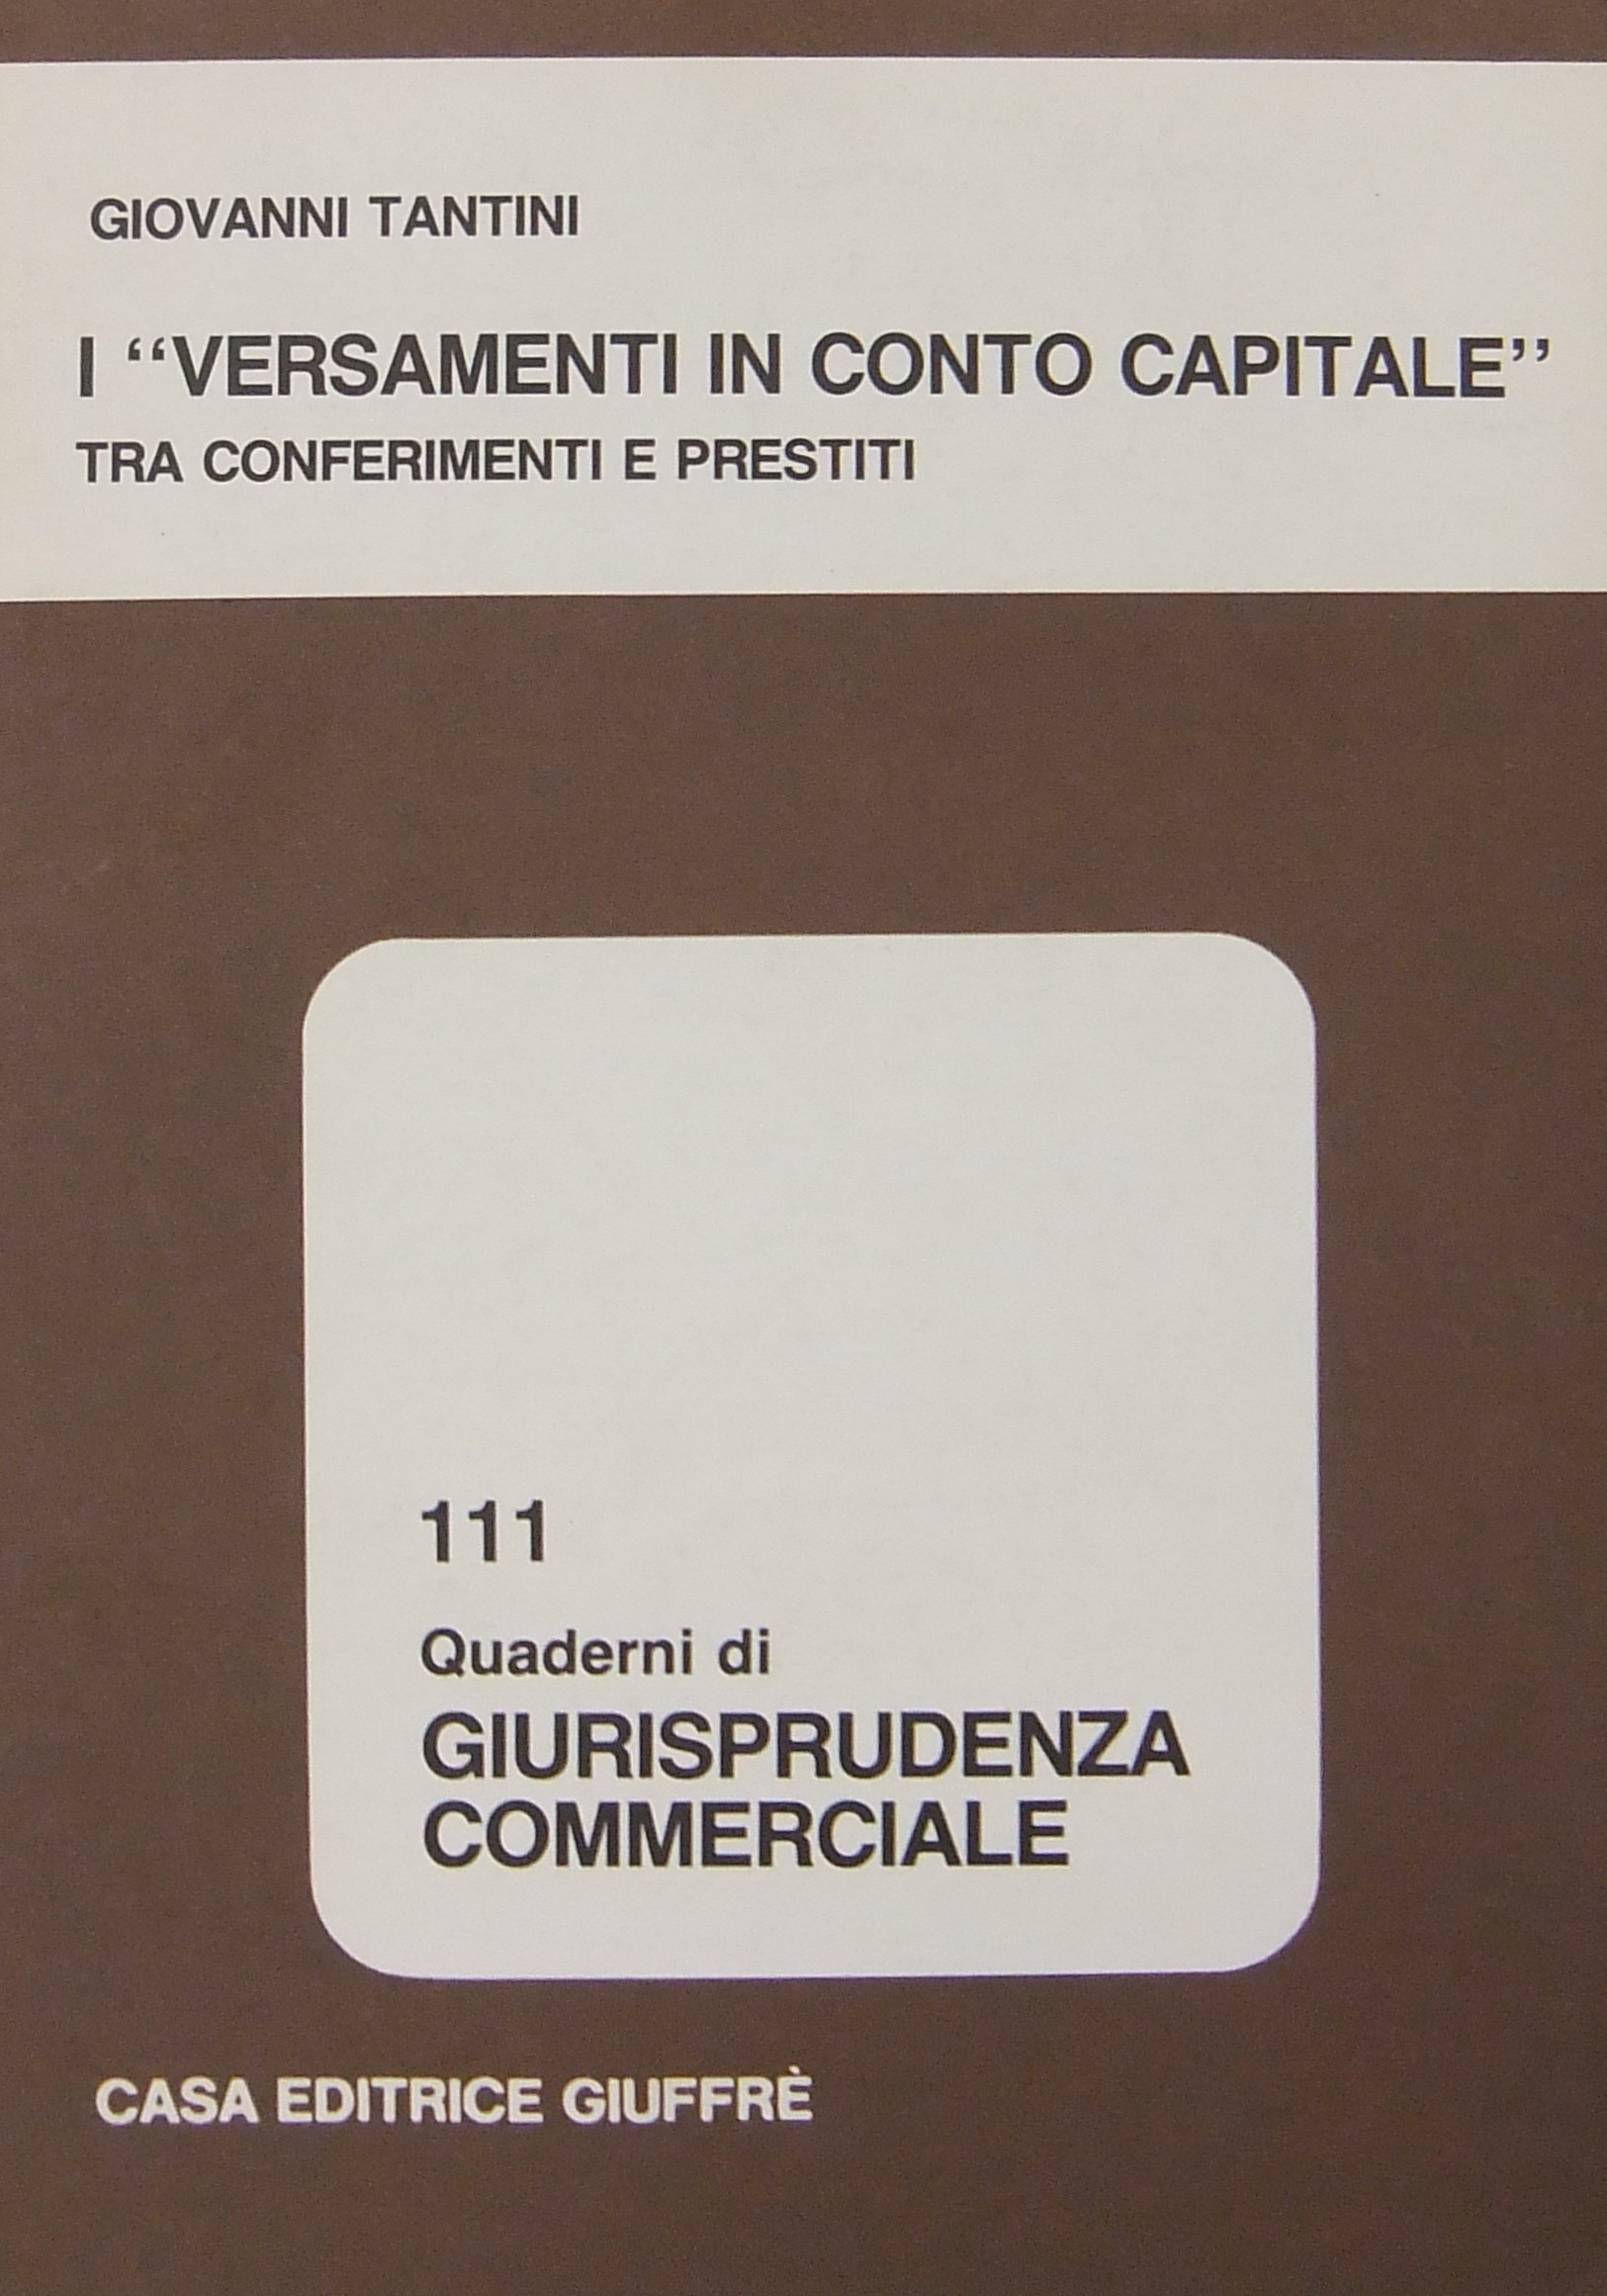 GIOVANNI TANTINI
I “VERSAMENTI IN CONTO CAPITALE”
TRA CONFERIMENTI E PRESTITI
111
Quaderni di
GIURISPRUDENZA
COMMERCIALE
CASA EDITRICE GIUFFRÈ